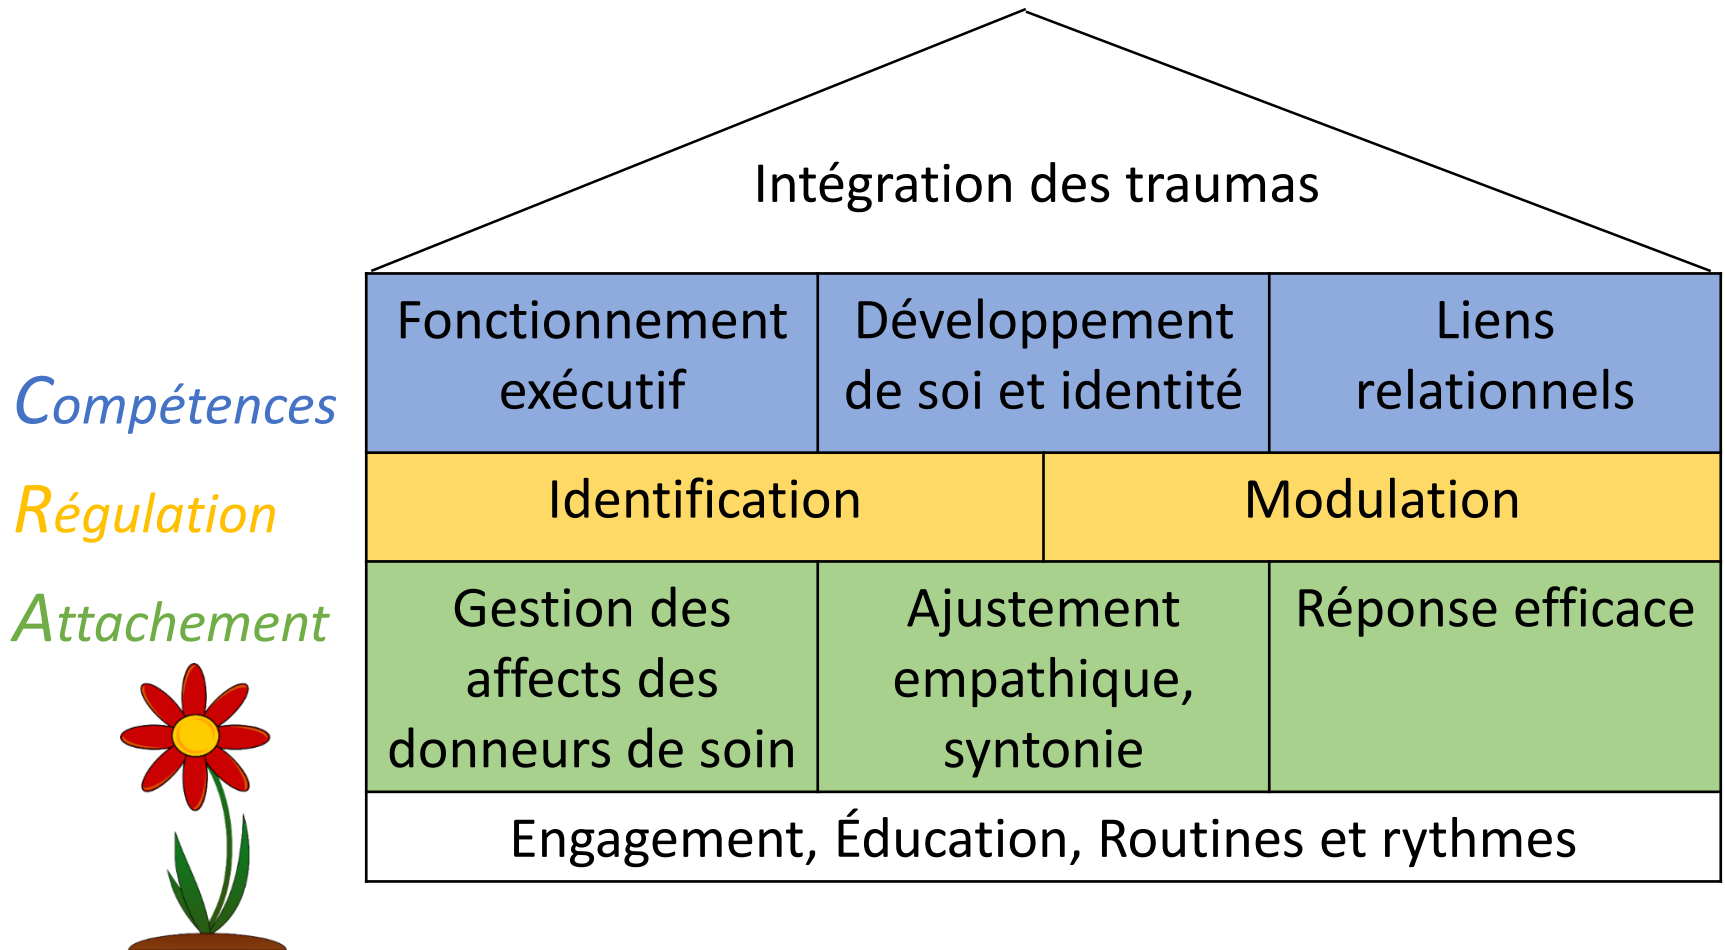 Intégration des traumas
Fonctionnement
exécutif
Développement
de soi et identité
Liens
relationnels
Compétences
Identification
Modulation
Régulation
Gestion des
affects des
donneurs de soin
Ajustement
empathique,
syntonie
Réponse efficace
Attachement
Engagement, Éducation, Routines et rythmes